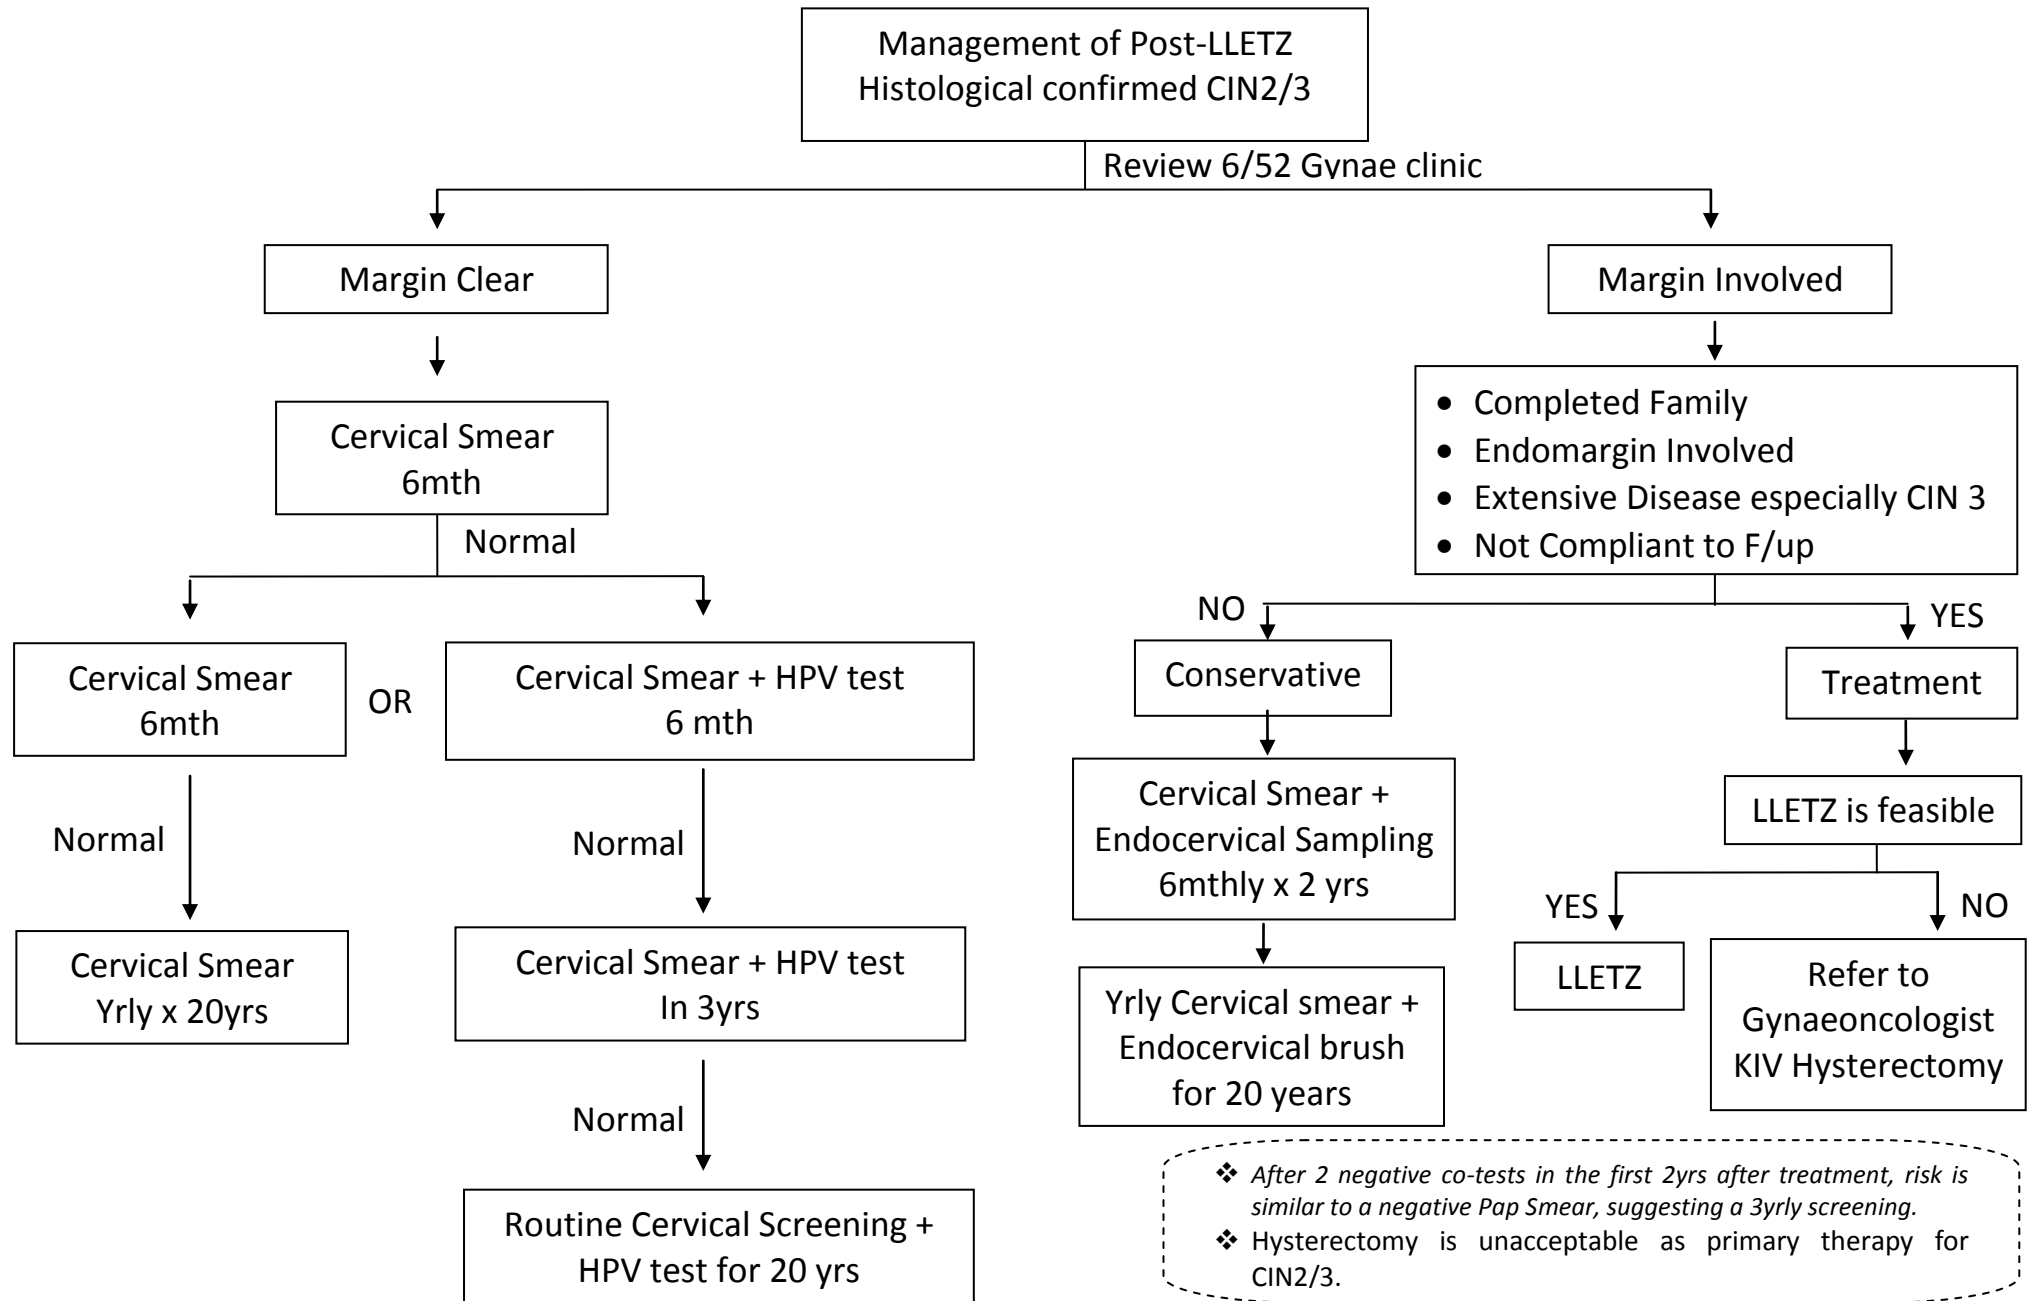 Management of Post-LLETZ
Histological confirmed CIN2/3
Review 6/52 Gynae clinic
Margin Clear
Cervical Smear
6mth
Normal
Cervical Smear
6mth
OR
Cervical Smear + HPV test
6 mth
Normal
Normal
Cervical Smear
Yrly x 20yrs
Cervical Smear + HPV test
In 3yrs
Normal
Routine Cervical Screening +
HPV test for 20 yrs
Margin Involved
• Completed Family
• Endomargin Involved
• Extensive Disease especially CIN 3
• Not Compliant to F/up
NO
YES
Conservative
Cervical Smear +
Endocervical Sampling
6mthly x 2 yrs
Yrly Cervical smear +
Endocervical brush
for 20 years
Treatment
LLETZ is feasible
YES
NO
LLETZ
Refer to
Gynaeoncologist
KIV Hysterectomy
❖ After 2 negative co-tests in the first 2yrs after treatment, risk is
similar to a negative Pap Smear, suggesting a 3yrly screening.
❖ Hysterectomy is unacceptable as primary therapy for
CIN2/3.